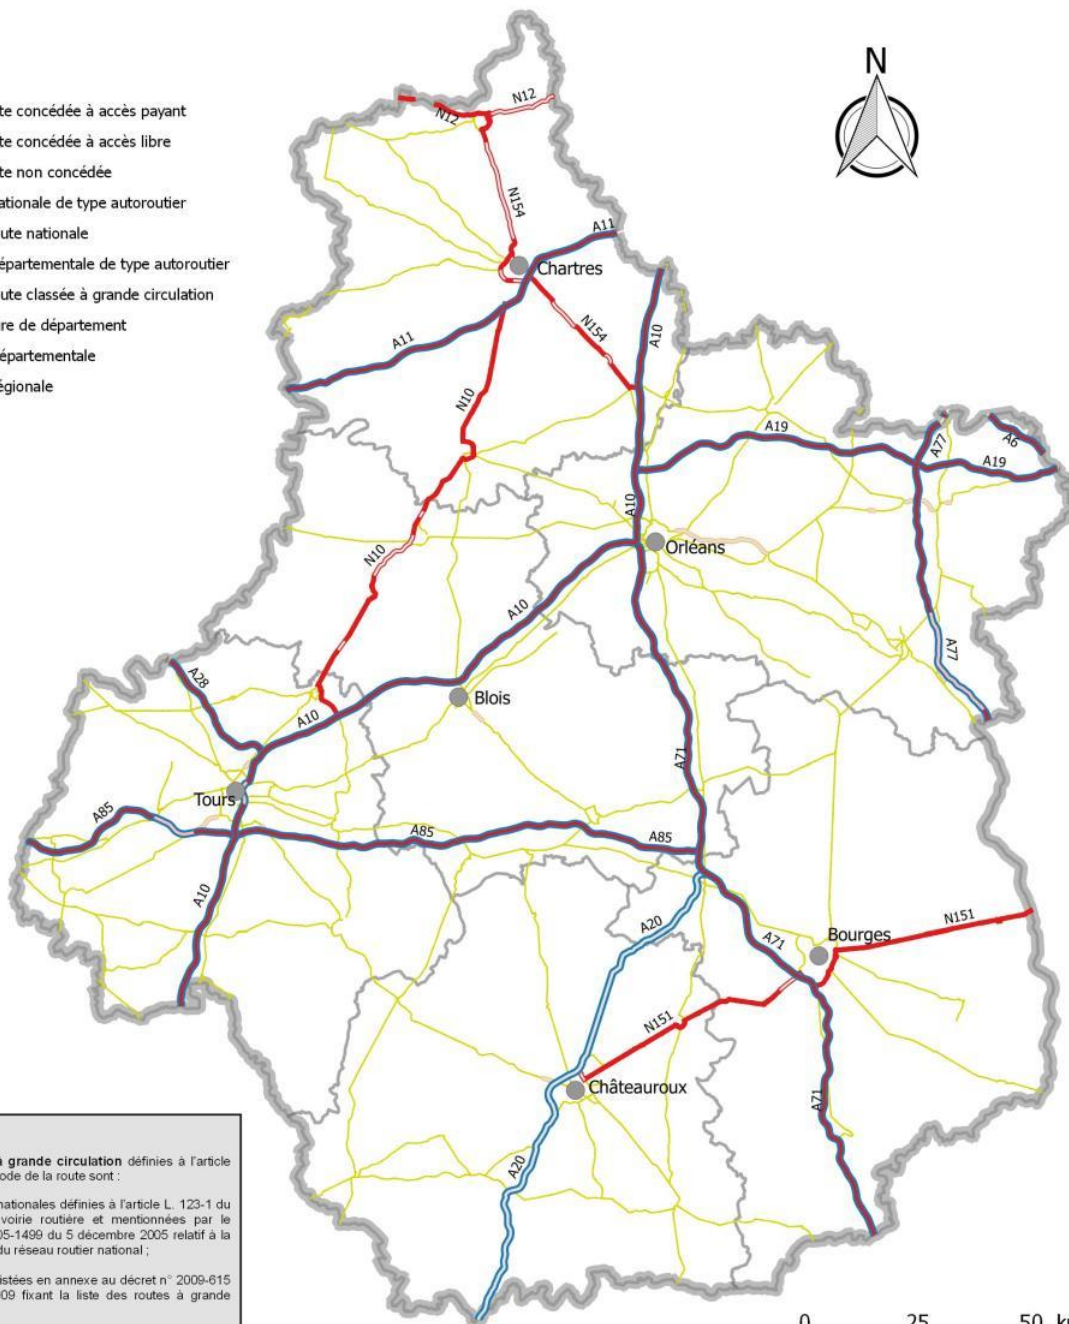 te concédée à accès payant
te concédée à accès libre
te non concédée
ationale de type autoroutier
ute nationale
épartementale de type autoroutier
ute classée à grande circulation
re de département
épartementale
égionale
N
N12
N12
N154
A11
Chartres
N154
A10
A11
N10
A19
A77
A6
A19
A10
Orléans
N10
A10
A77
A28
Blois
A10
A71
Tours
A85
A85
A85
A10
A20
Bourges
N151
A71
N151
Châteauroux
A71
A20
à grande circulation définies à l'article
ode de la route sont :
nationales définies à l'article L. 123-1 du
voirie routière et mentionnées par le
05-1499 du 5 décembre 2005 relatif à la
du réseau routier national ;
istées en annexe au décret n° 2009-615
09 fixant la liste des routes à grande
0 25 50 k